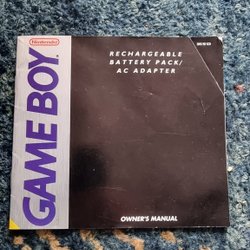 Nintendo
GAME BOY
RECHARGEABLE
BATTERY PACK/
AC ADAPTER
OWNER'S MANUAL